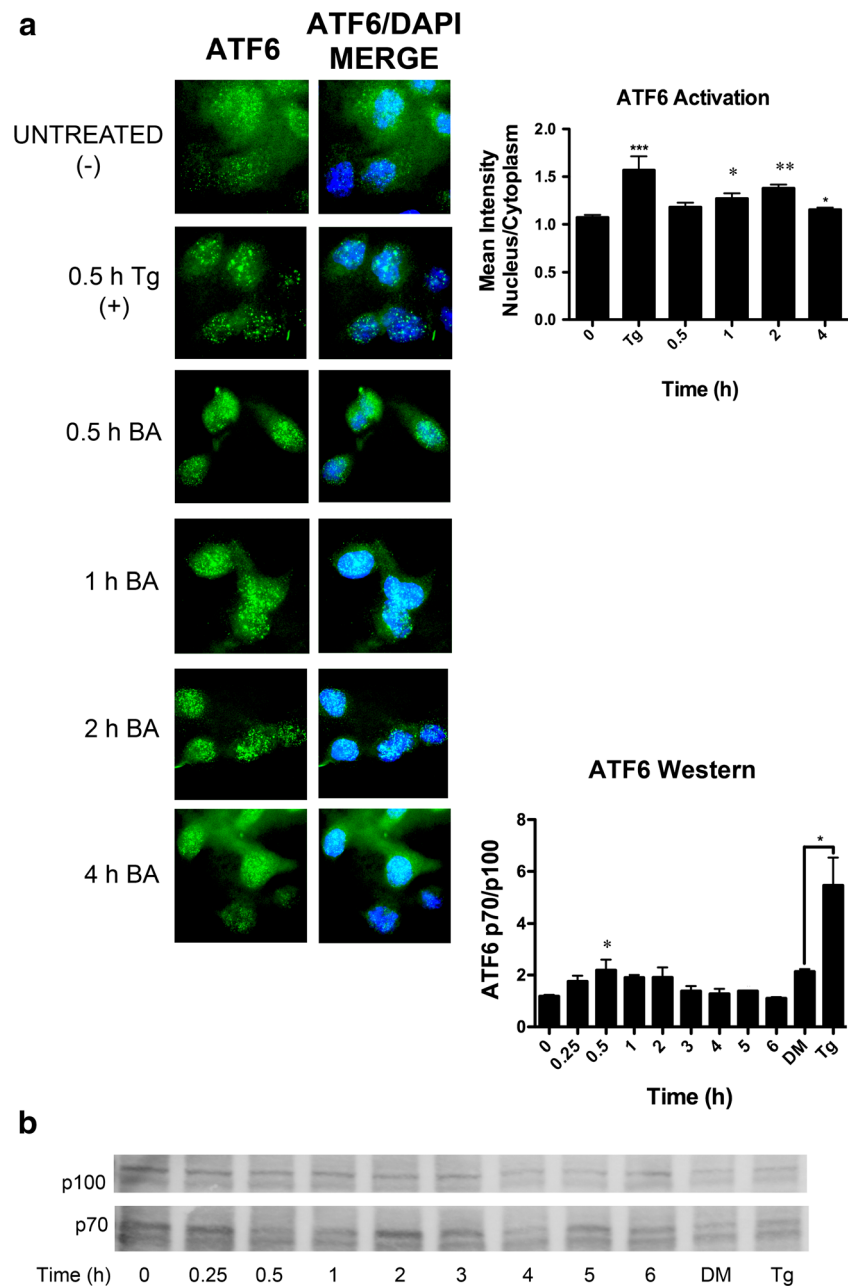 a
ATF6
ATF6/DAPI
MERGE
UNTREATED
(-)
0.5 h Tg
(+)
0.5 h BA
1 h BA
2 h BA
4 h BA
ATF6 Activation
Mean Intensity
Nucleus/Cytoplasm
2.0
1.5
1.0
0.5
0.0
***
*
**
*
0 Tg 0.5 1 2 4
Time (h)
ATF6 Western
ATF6 p70/p100
8
6
4
2
0
*
*
0 0.25 0.5 1 2 3 4 5 6 DM Tg
Time (h)
b
p100
p70
Time (h) 0 0.25 0.5 1 2 3 4 5 6 DM Tg